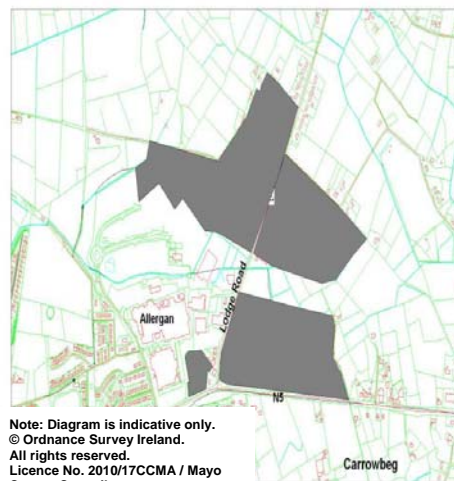 Lodge Road
Allergan
N5
Carrowbeg
Note: Diagram is indicative only.
© Ordnance Survey Ireland.
All rights reserved.
Licence No. 2010/17CCMA / Mayo